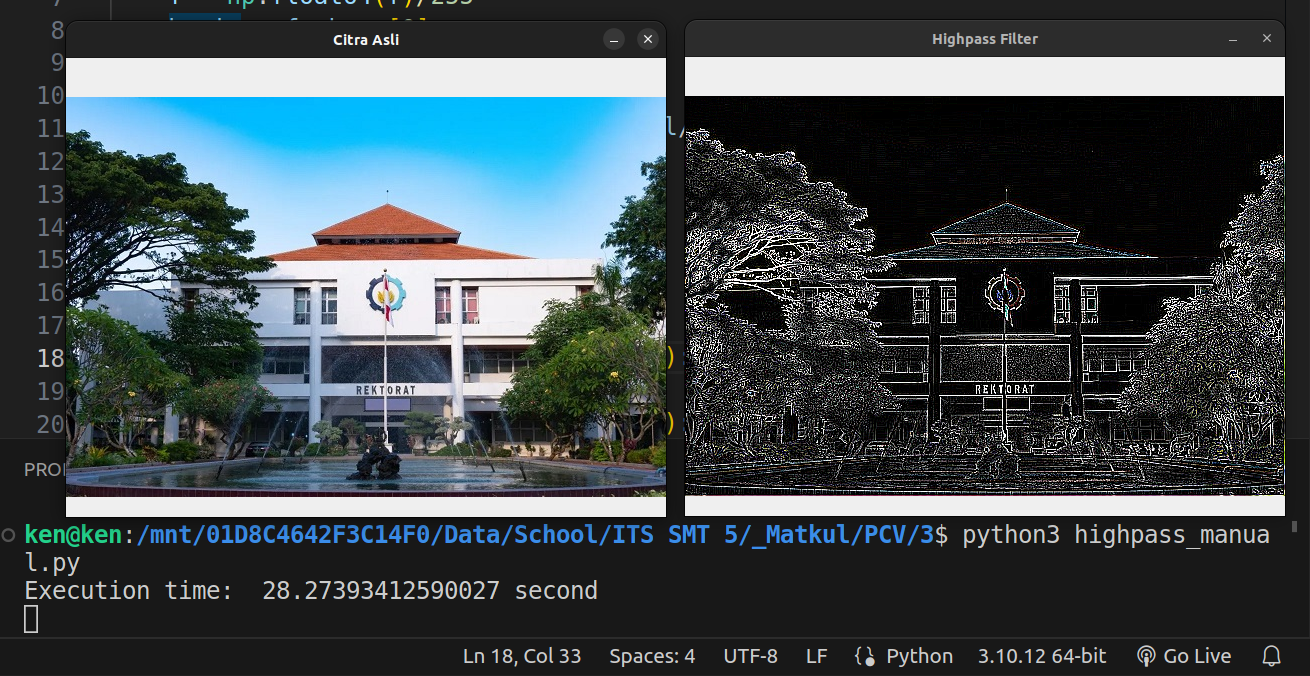 8
Citra Asli
Highpass Filter
9
10
11
12
13
14
15
16
17
18
)
19
20
)
REKTORAT
REKTORAT
ken@ken:/mnt/01D8C4642F3C14F0/Data/School/ITS SMT 5/_Matkul/PCV/3$ python3 highpass_manua
l.py
Execution time:  28.27393412590027 second
Ln 18, Col 33 Spaces: 4 UTF-8 LF {} Python 3.10.12 64-bit Go Live